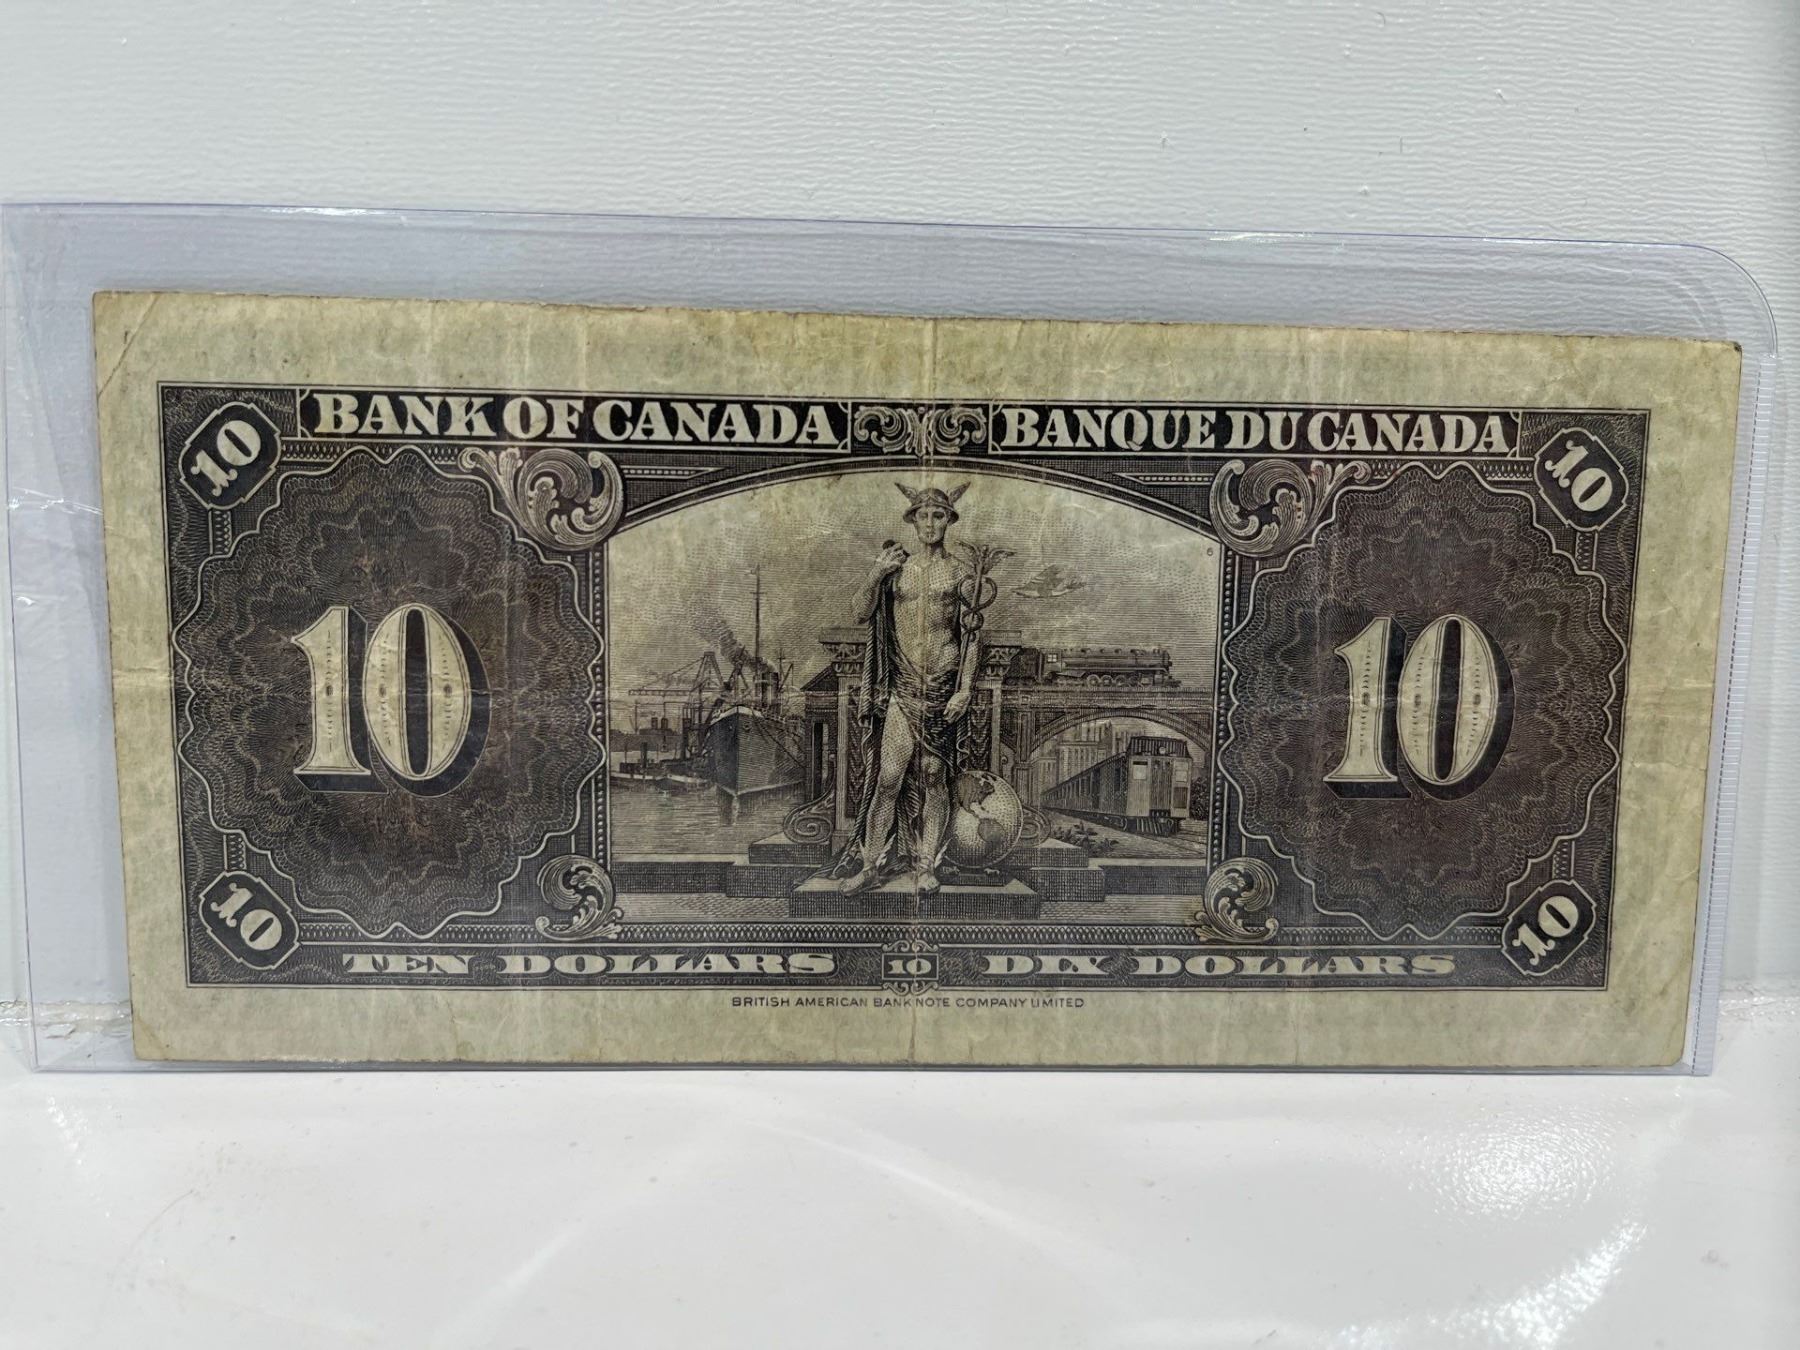 10 BANK OF CANADA BANQUE DU CANADA 10
6
10 10
10 TEN DOLLARS 10 DIX DOLLARS 10
BRITISH AMERICAN BANK NOTE COMPANY LIMITED